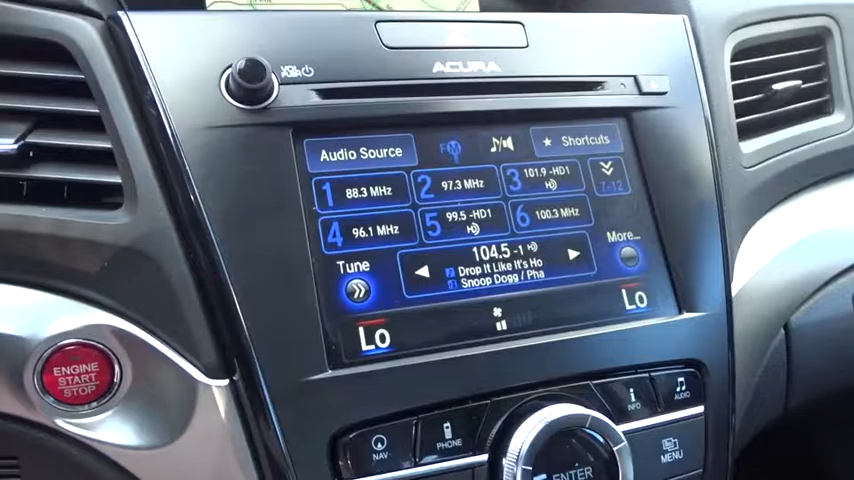 VOL
PWR
ACURA
Audio Source
FM
Shortcuts
1 88.3 MHz
2 97.3 MHz
3 101.9 -HD1
7-12
4 96.1 MHz
5 99.5 -HD1
6 100.3 MHz
104.5 -1
Drop It Like It's Ho
Snoop Dogg / Pha
Tune
More...
Lo
Lo
ENGINE
START
STOP
NAV
PHONE
INFO
AUDIO
MENU
ENTER